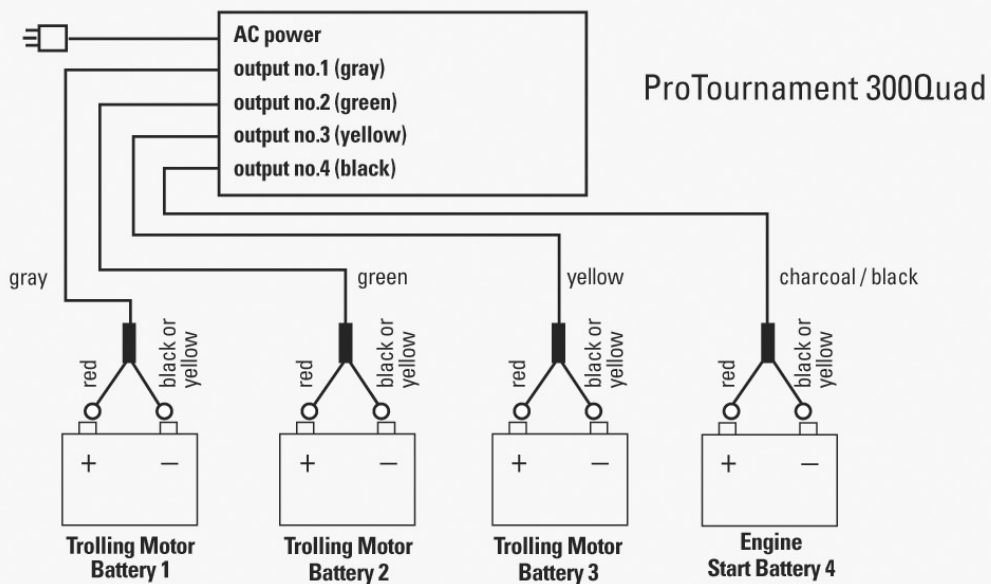 AC power
output no.1 (gray)
output no.2 (green)
output no.3 (yellow)
output no.4 (black)
ProTournament 300Quad
gray
green
yellow
charcoal / black
red
black or
yellow
red
black or
yellow
red
black or
yellow
red
black or
yellow
+ –
+ –
+ –
+ –
Trolling Motor
Battery 1
Trolling Motor
Battery 2
Trolling Motor
Battery 3
Engine
Start Battery 4